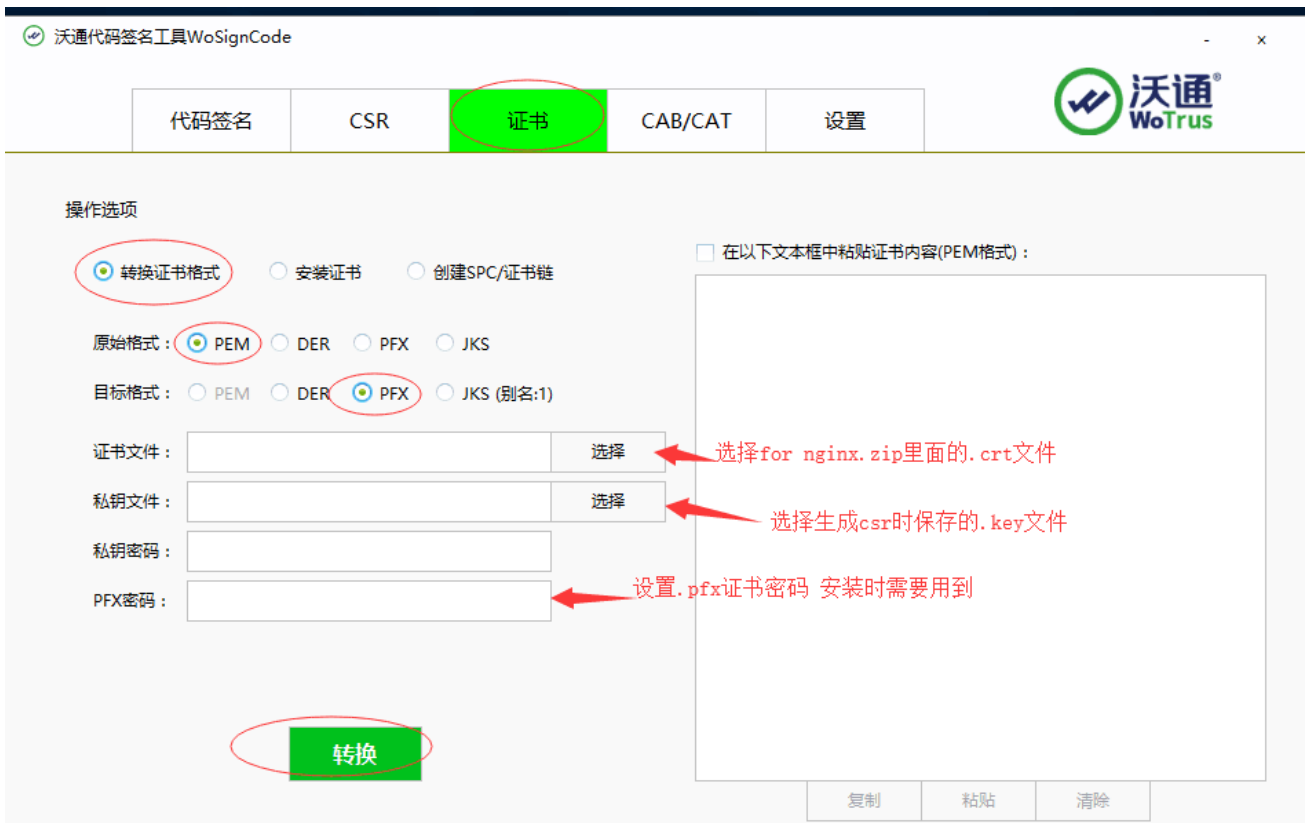 沃通代码签名工具WoSignCode
- x
代码签名 CSR 证书 CAB/CAT 设置
沃通®
WoTrus
操作选项
转换证书格式 安装证书 创建SPC/证书链
在以下文本框中粘贴证书内容(PEM格式)：
原始格式： PEM DER PFX JKS
目标格式： PEM DER PFX JKS (别名:1)
证书文件： 选择 选择for nginx.zip里面的.crt文件
私钥文件： 选择 选择生成csr时保存的.key文件
私钥密码：
PFX密码： 设置.pfx证书密码 安装时需要用到
转换
复制 粘贴 清除